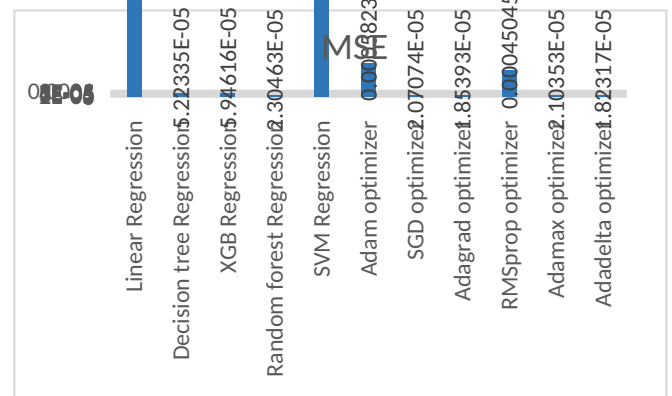 MSE
5.22335E-05
5.94616E-05
2.30463E-05
2.07074E-05
1.85393E-05
0.00045045
2.10353E-05
1.82317E-05
Linear Regression
Decision tree Regression
XGB Regression
Random forest Regression
SVM Regression
Adam optimizer
SGD optimizer
Adagrad optimizer
RMSprop optimizer
Adamax optimizer
Adadelta optimizer